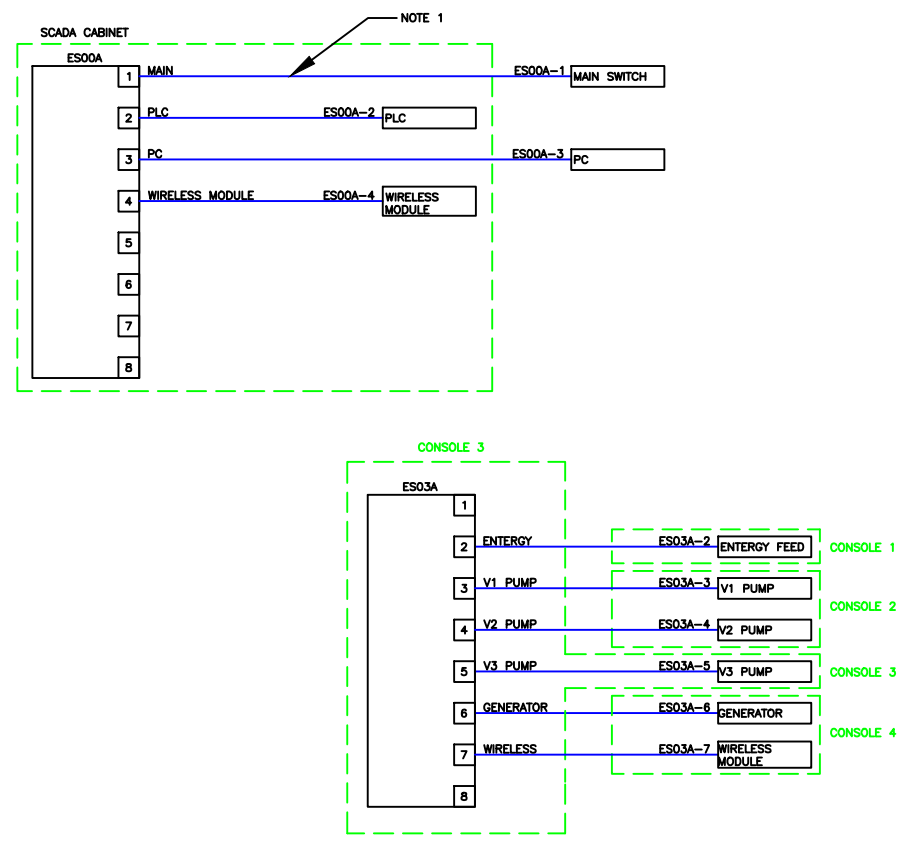 NOTE 1
SCADA CABINET
ES00A
1 MAIN ES00A-1 MAIN SWITCH
2 PLC ES00A-2 PLC
3 PC ES00A-3 PC
4 WIRELESS MODULE ES00A-4 WIRELESS
MODULE
5
6
7
8
CONSOLE 3
ES03A
1
2 ENTERGY ES03A-2 ENTERGY FEED CONSOLE 1
3 V1 PUMP ES03A-3 V1 PUMP
CONSOLE 2
4 V2 PUMP ES03A-4 V2 PUMP
5 V3 PUMP ES03A-5 V3 PUMP CONSOLE 3
6 GENERATOR ES03A-6 GENERATOR
CONSOLE 4
7 WIRELESS ES03A-7 WIRELESS
MODULE
8